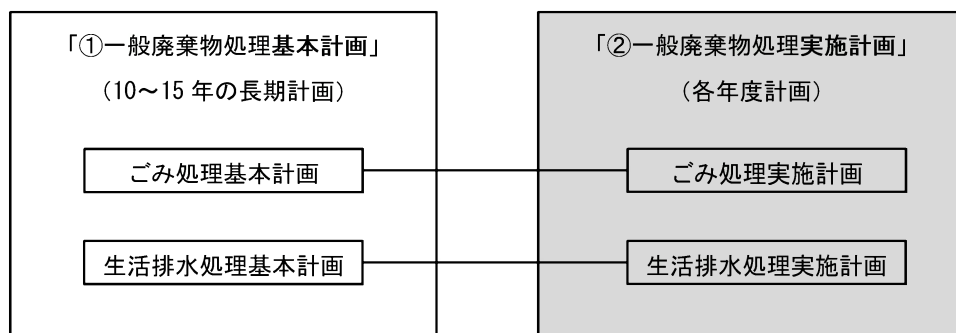 「①一般廃棄物処理基本計画」
（10～15 年の長期計画）
ごみ処理基本計画
生活排水処理基本計画
「②一般廃棄物処理実施計画」
（各年度計画）
ごみ処理実施計画
生活排水処理実施計画